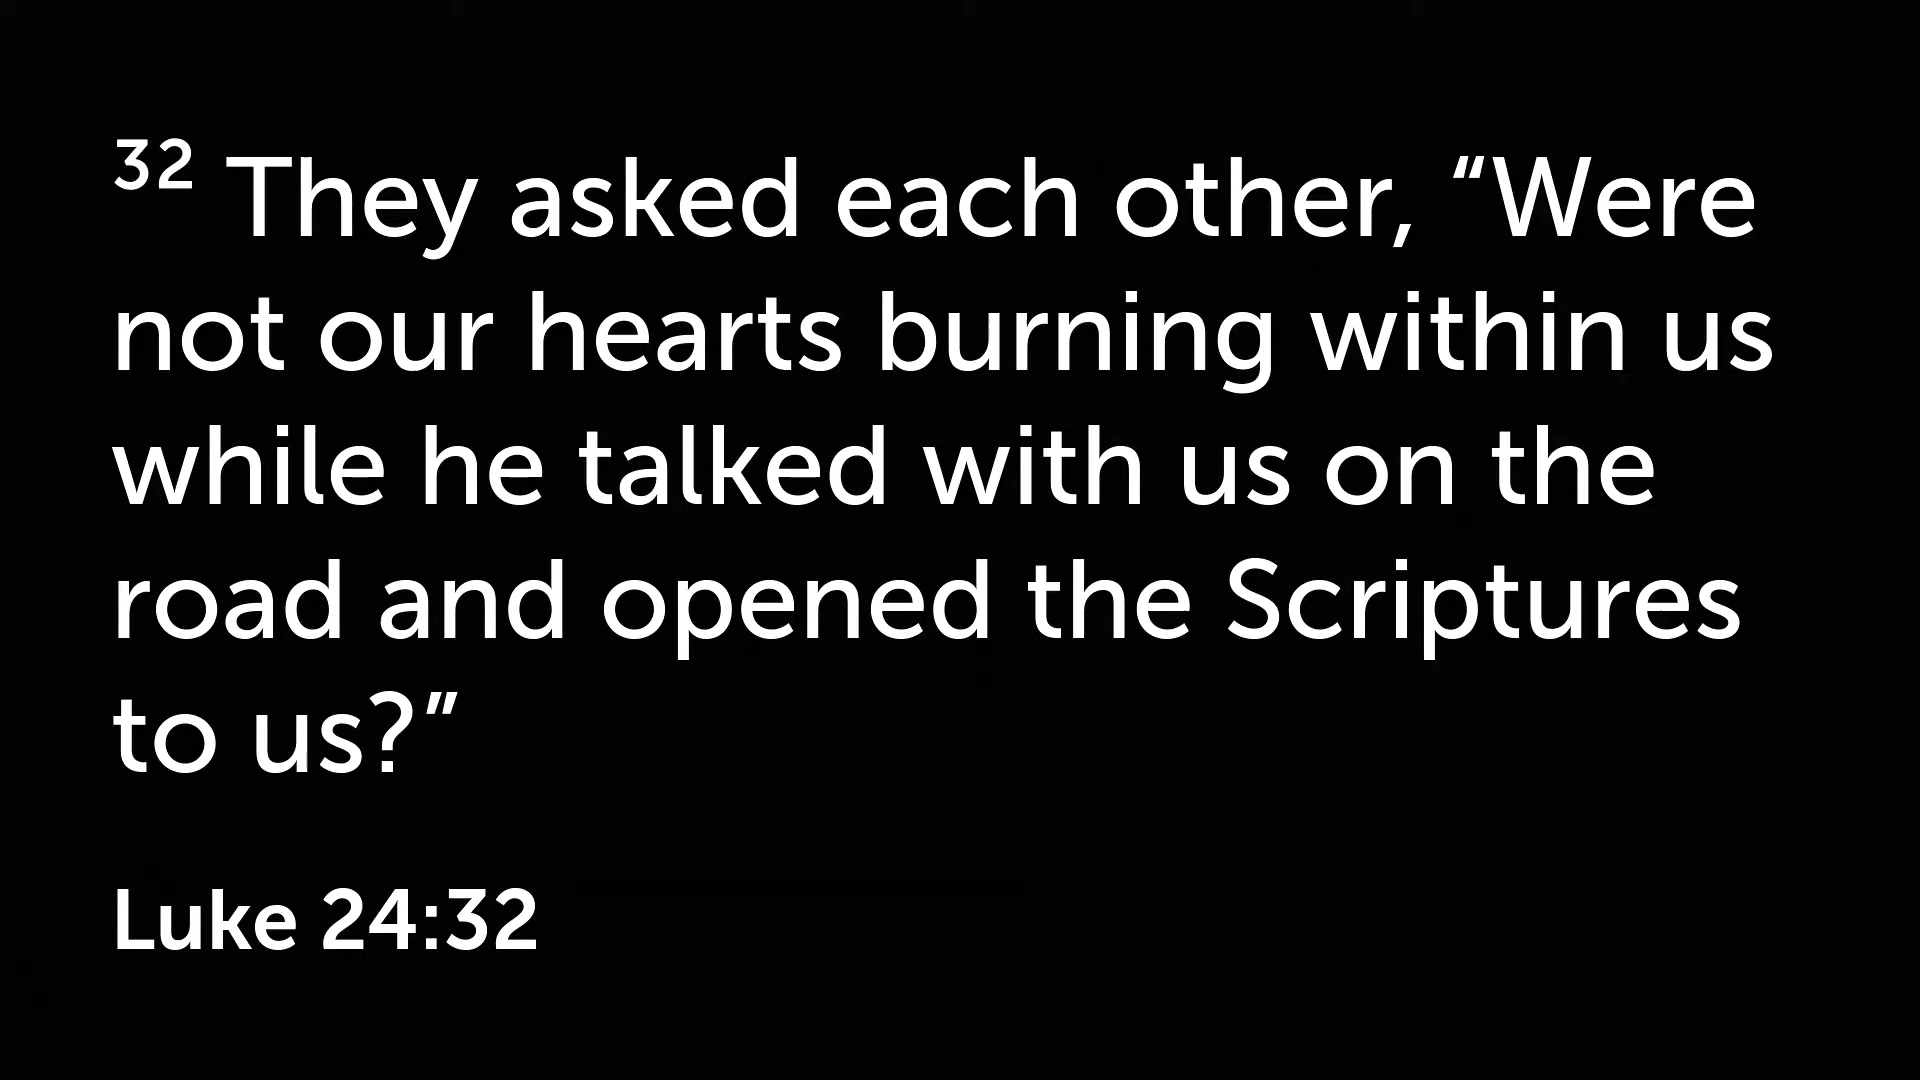 ³² They asked each other, “Were
not our hearts burning within us
while he talked with us on the
road and opened the Scriptures
to us?”
Luke 24:32